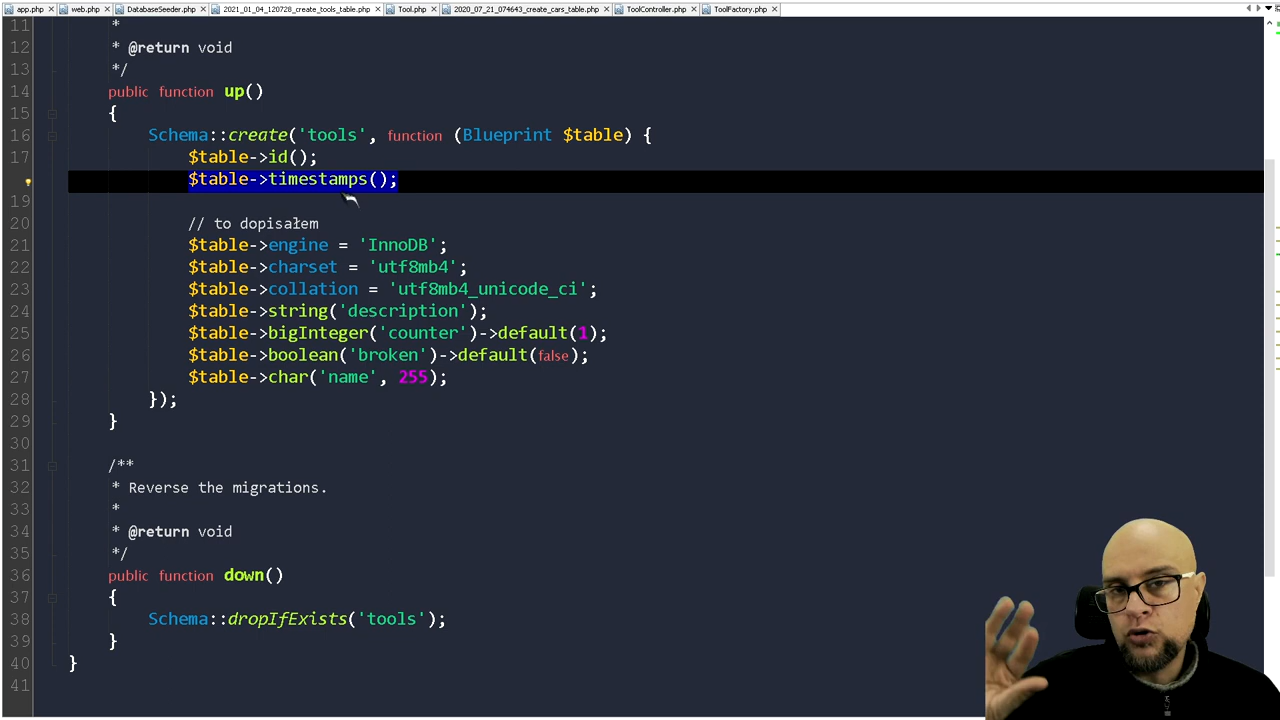 app.php web.php DatabaseSeeder.php 2021_01_04_120728_create_tools_table.php Tool.php 2020_07_21_074643_create_cars_table.php ToolController.php ToolFactory.php
11 *
12 * @return void
13 */
14 public function up()
15 {
16 Schema::create('tools', function (Blueprint $table) {
17 $table->id();
$table->timestamps();
19
20 // to dopisałem
21 $table->engine = 'InnoDB';
22 $table->charset = 'utf8mb4';
23 $table->collation = 'utf8mb4_unicode_ci';
24 $table->string('description');
25 $table->bigInteger('counter')->default(1);
26 $table->boolean('broken')->default(false);
27 $table->char('name', 255);
28 });
29 }
30
31 /**
32 * Reverse the migrations.
33 *
34 * @return void
35 */
36 public function down()
37 {
38 Schema::dropIfExists('tools');
39 }
40 }
41